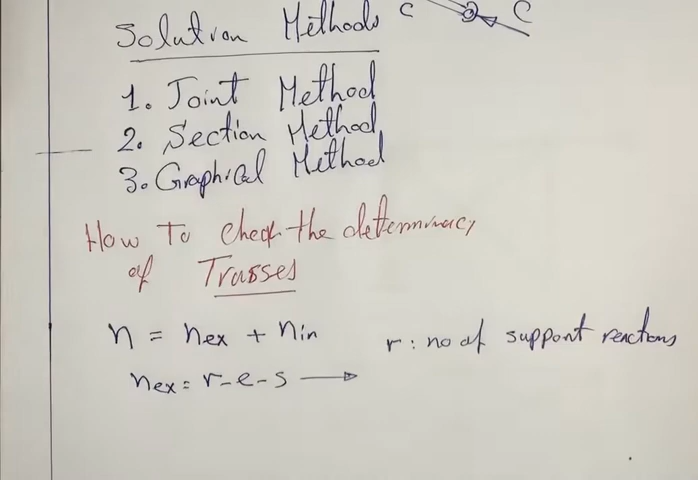 Solution Methods
C C
1. Joint Method
2. Section Method
3. Graphical Method
How To check the determinacy
of Trusses
n = nex + nin
r : no of support reactions
nex = r - e - s →